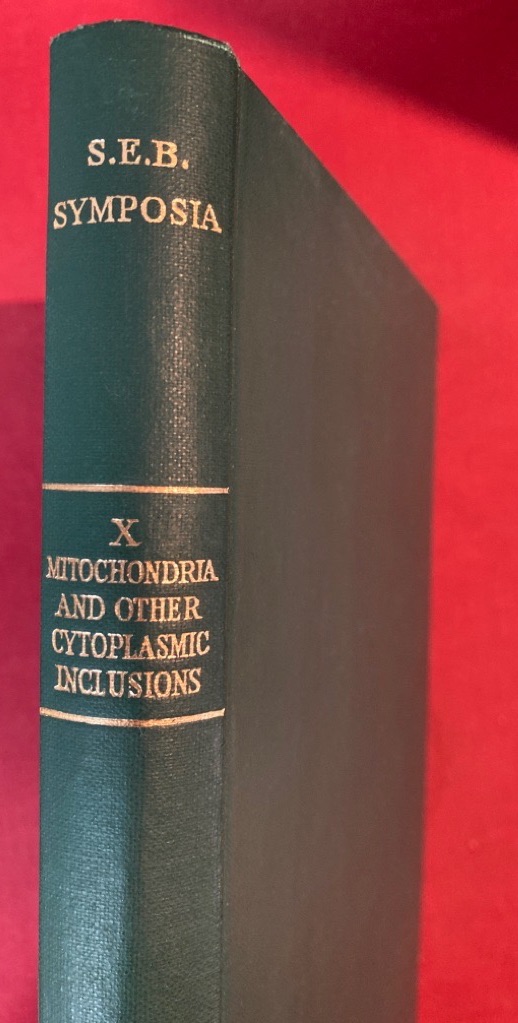 S.E.B.
SYMPOSIA
X
MITOCHONDRIA
AND OTHER
CYTOPLASMIC
INCLUSIONS